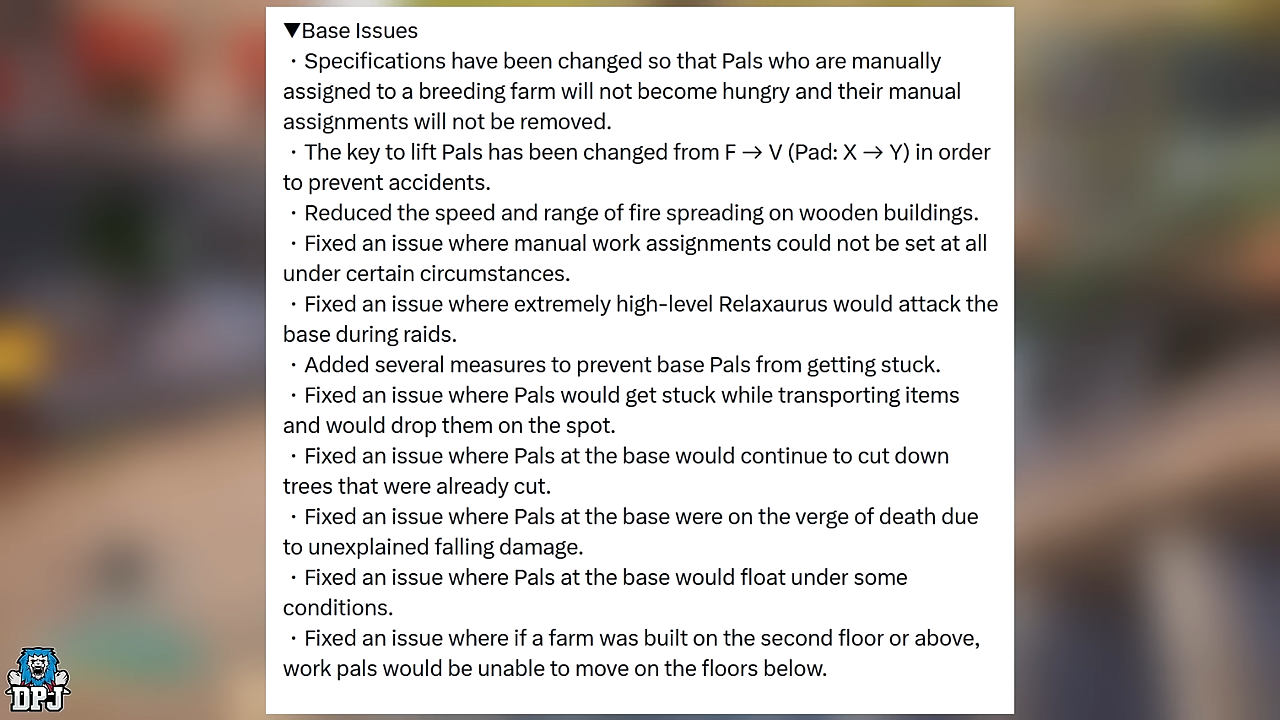 ▼Base Issues
・Specifications have been changed so that Pals who are manually
assigned to a breeding farm will not become hungry and their manual
assignments will not be removed.
・The key to lift Pals has been changed from F → V (Pad: X → Y) in order
to prevent accidents.
・Reduced the speed and range of fire spreading on wooden buildings.
・Fixed an issue where manual work assignments could not be set at all
under certain circumstances.
・Fixed an issue where extremely high-level Relaxaurus would attack the
base during raids.
・Added several measures to prevent base Pals from getting stuck.
・Fixed an issue where Pals would get stuck while transporting items
and would drop them on the spot.
・Fixed an issue where Pals at the base would continue to cut down
trees that were already cut.
・Fixed an issue where Pals at the base were on the verge of death due
to unexplained falling damage.
・Fixed an issue where Pals at the base would float under some
conditions.
・Fixed an issue where if a farm was built on the second floor or above,
work pals would be unable to move on the floors below.
DPJ